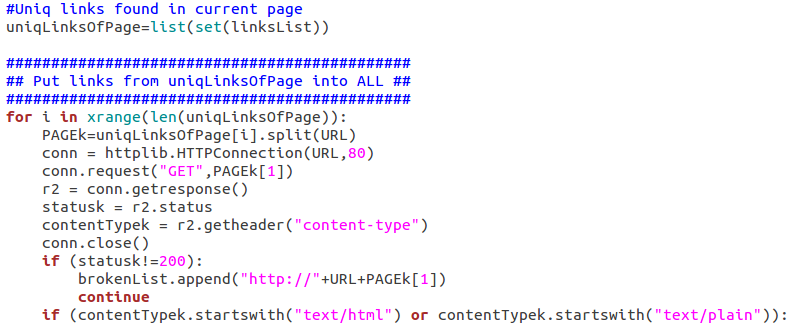 #Uniq links found in current page
uniqLinksOfPage=list(set(linksList))
#############################################
## Put links from uniqLinksOfPage into ALL ##
#############################################
for i in xrange(len(uniqLinksOfPage)):
    PAGEk=uniqLinksOfPage[i].split(URL)
    conn = httplib.HTTPConnection(URL,80)
    conn.request("GET",PAGEk[1])
    r2 = conn.getresponse()
    statusk = r2.status
    contentTypek = r2.getheader("content-type")
    conn.close()
    if (statusk!=200):
        brokenList.append("http://"+URL+PAGEk[1])
        continue
    if (contentTypek.startswith("text/html") or contentTypek.startswith("text/plain")):